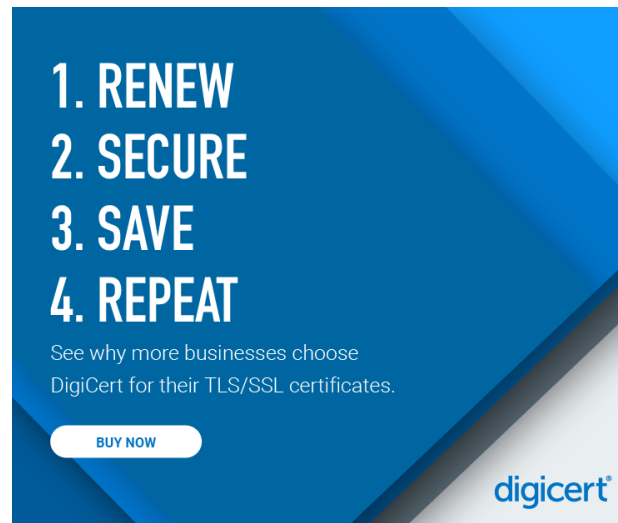 1. RENEW
2. SECURE
3. SAVE
4. REPEAT
See why more businesses choose
DigiCert for their TLS/SSL certificates.
BUY NOW
digicert®